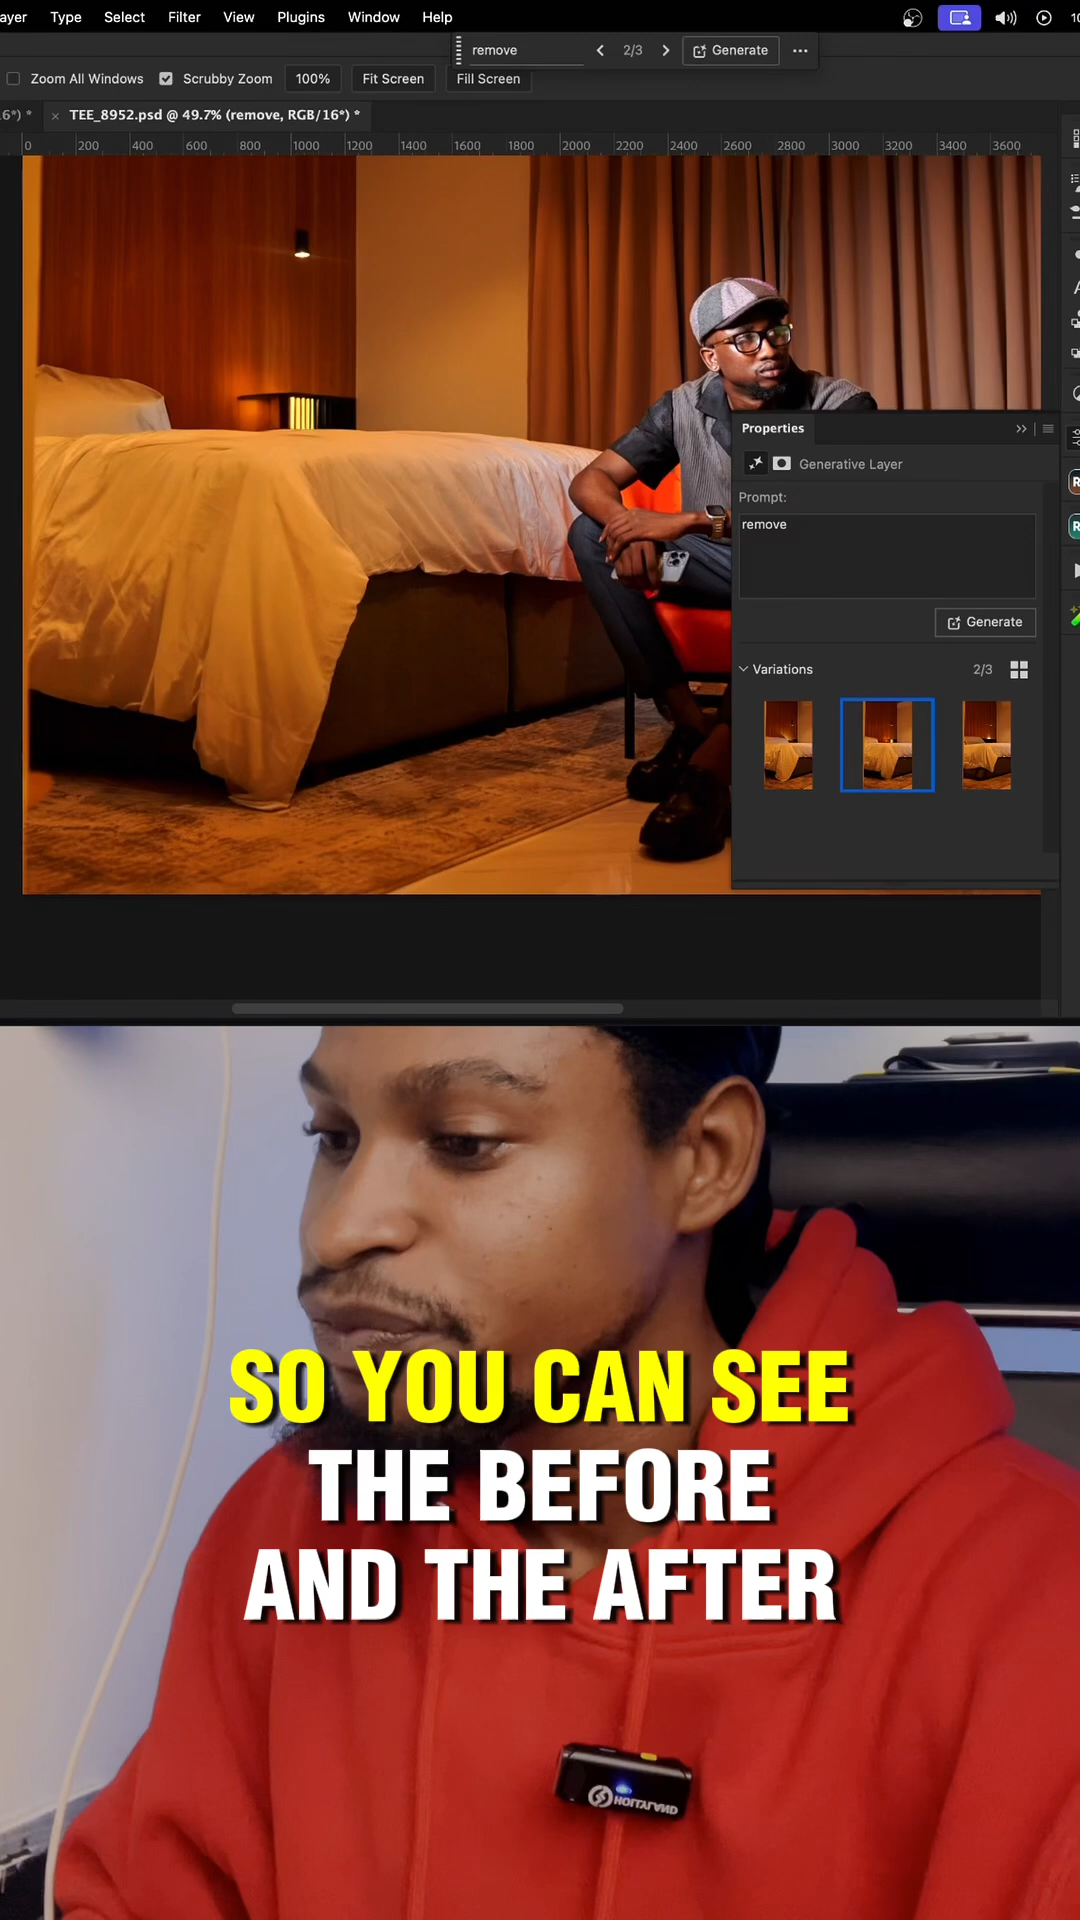 ayer Type Select Filter View Plugins Window Help
remove 2/3 Generate
Zoom All Windows Scrubby Zoom 100% Fit Screen Fill Screen
TEE_8952.psd @ 49.7% (remove, RGB/16*) *
0 200 400 600 800 1000 1200 1400 1600 1800 2000 2200 2400 2600 2800 3000 3200 3400 3600
Properties
Generative Layer
Prompt:
remove
Generate
Variations 2/3
SO YOU CAN SEE
THE BEFORE
AND THE AFTER
HOLLYLAND